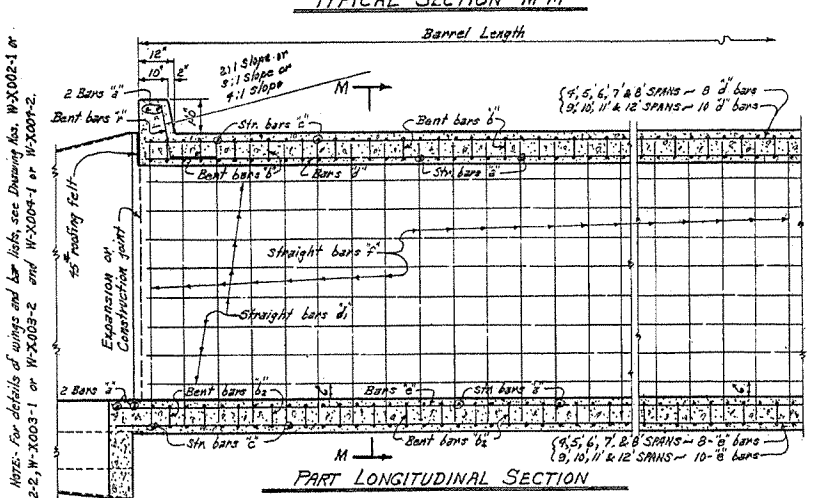 TYPICAL SECTION M-M
Barrel Length
12"
10" 2"
2:1 Slope or
3:1 Slope or
4:1 Slope
2 Bars "a"
Bent bars "r"
M
Str. bars "c"
Bent bars "b"
{4', 5', 6', 7' & 8' SPANS ~ 8 "d" bars
{9', 10', 11' & 12' SPANS ~ 10 "d" bars
Bent bars "b"
Bars "d"
Str. bars "a"
45# roofing felt
Expansion or
Construction joint
Straight bars "f"
Straight bars "d1"
2 Bars "a"
Bent bars "b2"
Bars "e"
Str. bars "a"
Str. bars "c"
M
Bent bars "b2"
{4', 5', 6', 7' & 8' SPANS ~ 8-"e" bars
{9', 10', 11' & 12' SPANS ~ 10-"e" bars
PART LONGITUDINAL SECTION
NOTE:- For details of wings and bar lists, see Drawing Nos. W-X002-1 or
2-2, W-X003-1 or W-X003-2 and W-X004-1 or W-X004-2.